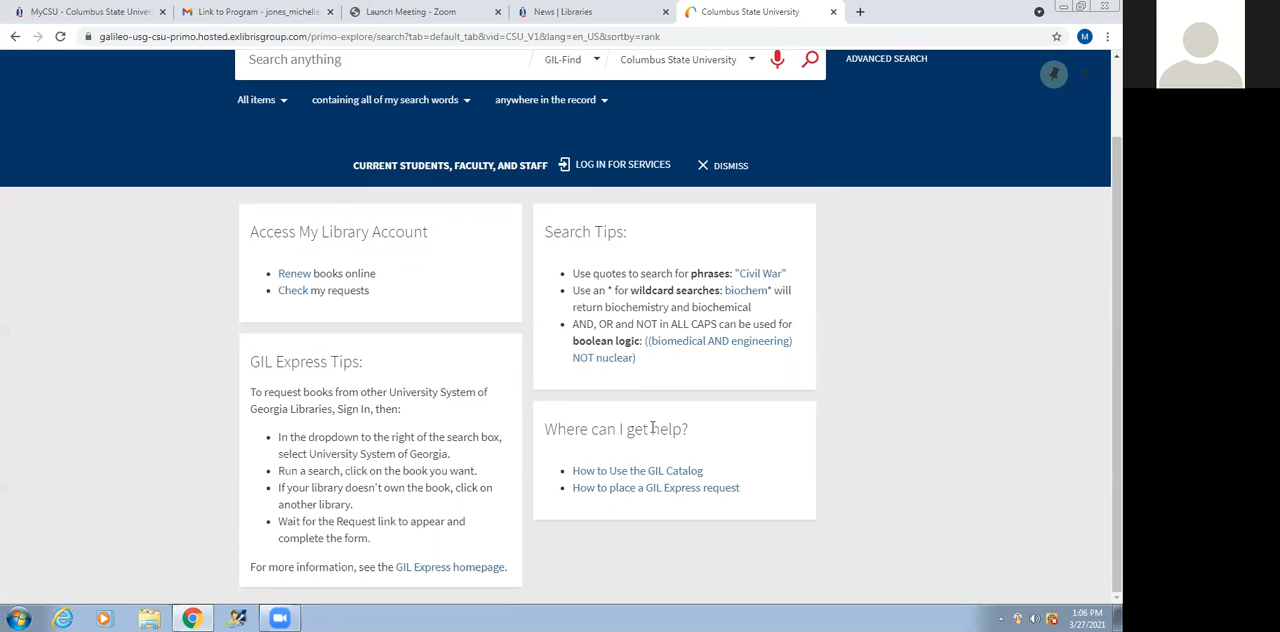 MyCSU - Columbus State Univer
Link to Program - jones_michelle
Launch Meeting - Zoom
News | Libraries
Columbus State University
galileo-usg-csu-primo.hosted.exlibrisgroup.com/primo-explore/search?tab=default_tab&vid=CSU_V1&lang=en_US&sortby=rank
M
Search anything
GIL-Find
Columbus State University
ADVANCED SEARCH
All items
containing all of my search words
anywhere in the record
CURRENT STUDENTS, FACULTY, AND STAFF
LOG IN FOR SERVICES
DISMISS
Access My Library Account
• Renew books online
• Check my requests
GIL Express Tips:
To request books from other University System of
Georgia Libraries, Sign In, then:
• In the dropdown to the right of the search box,
select University System of Georgia.
• Run a search, click on the book you want.
• If your library doesn't own the book, click on
another library.
• Wait for the Request link to appear and
complete the form.
For more information, see the GIL Express homepage.
Search Tips:
• Use quotes to search for phrases: "Civil War"
• Use an * for wildcard searches: biochem* will
return biochemistry and biochemical
• AND, OR and NOT in ALL CAPS can be used for
boolean logic: ((biomedical AND engineering)
NOT nuclear)
Where can I get help?
• How to Use the GIL Catalog
• How to place a GIL Express request
1:06 PM
3/27/2021